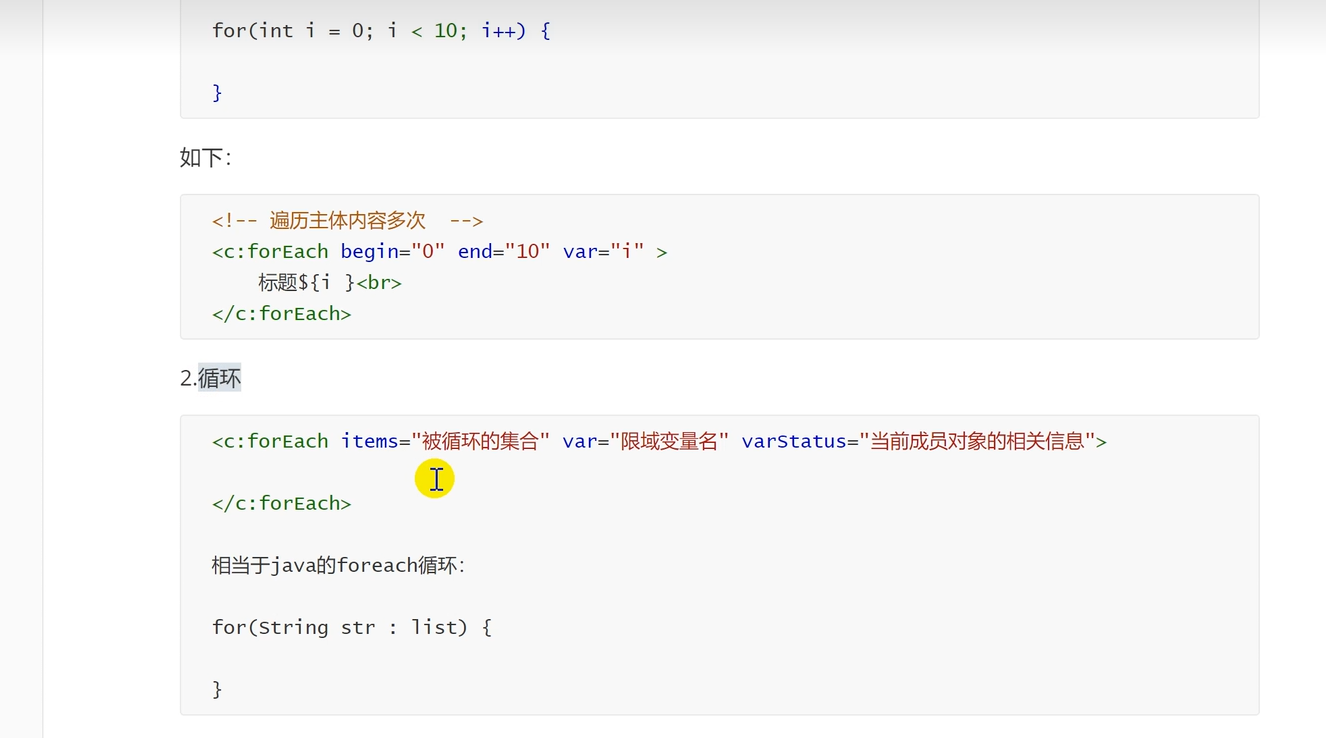 for(int i = 0; i < 10; i++) {
}
如下：
<!-- 遍历主体内容多次  -->
<c:forEach begin="0" end="10" var="i" >
    标题${i }<br>
</c:forEach>
2.循环
<c:forEach items="被循环的集合" var="限域变量名" varStatus="当前成员对象的相关信息">
</c:forEach>
相当于java的foreach循环：
for(String str : list) {
}